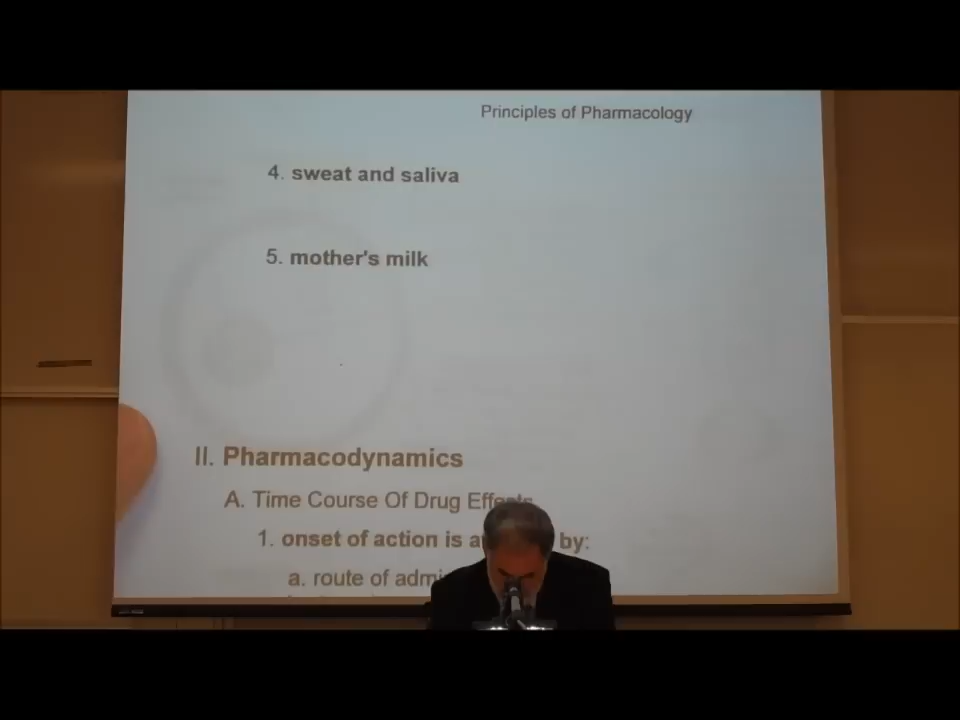 Principles of Pharmacology
4. sweat and saliva
5. mother's milk
II. Pharmacodynamics
A. Time Course Of Drug Effects
1. onset of action is by:
a. route of